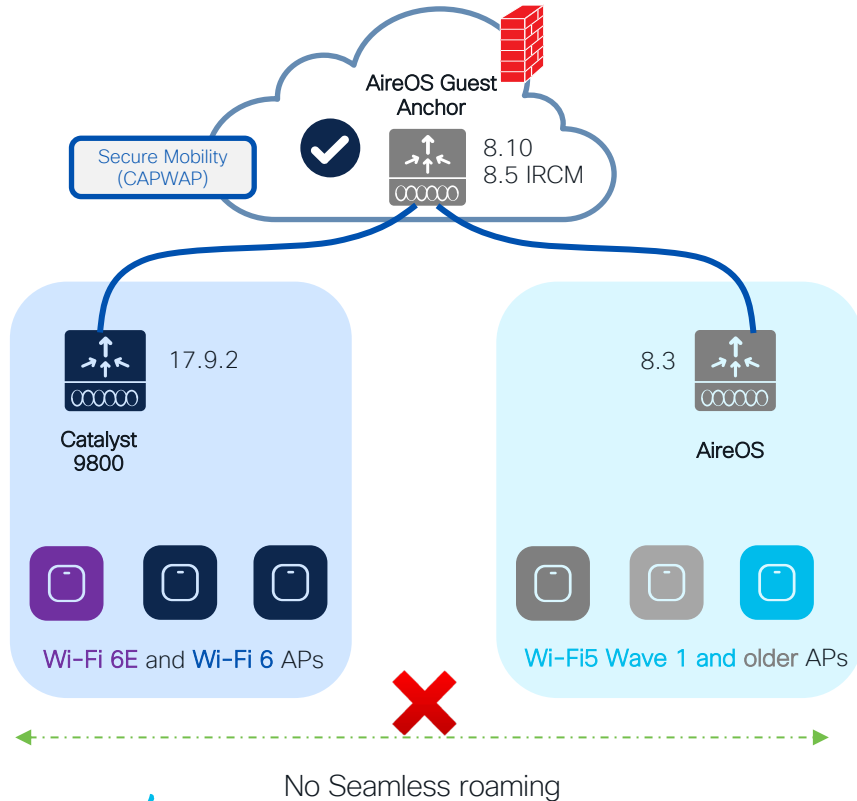 AireOS Guest
Anchor
Secure Mobility
(CAPWAP)
8.10
8.5 IRCM
17.9.2
8.3
Catalyst
9800
AireOS
Wi-Fi 6E and Wi-Fi 6 APs
Wi-Fi5 Wave 1 and older APs
No Seamless roaming